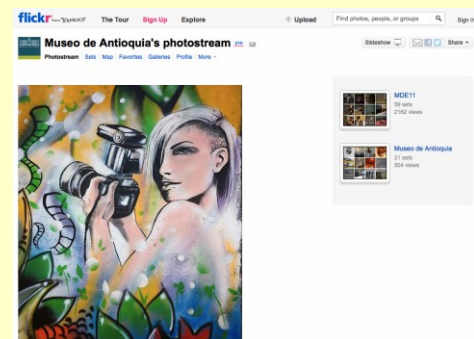 flickr from YAHOO! The Tour Sign Up Explore Upload Find photos, people, or groups Sign in
Museo de Antioquia's photostream Slideshow Share
Photostream Sets Map Favorites Galleries Profile More
MDE11
59 sets
2162 views
Museo de Antioquia
21 sets
504 views